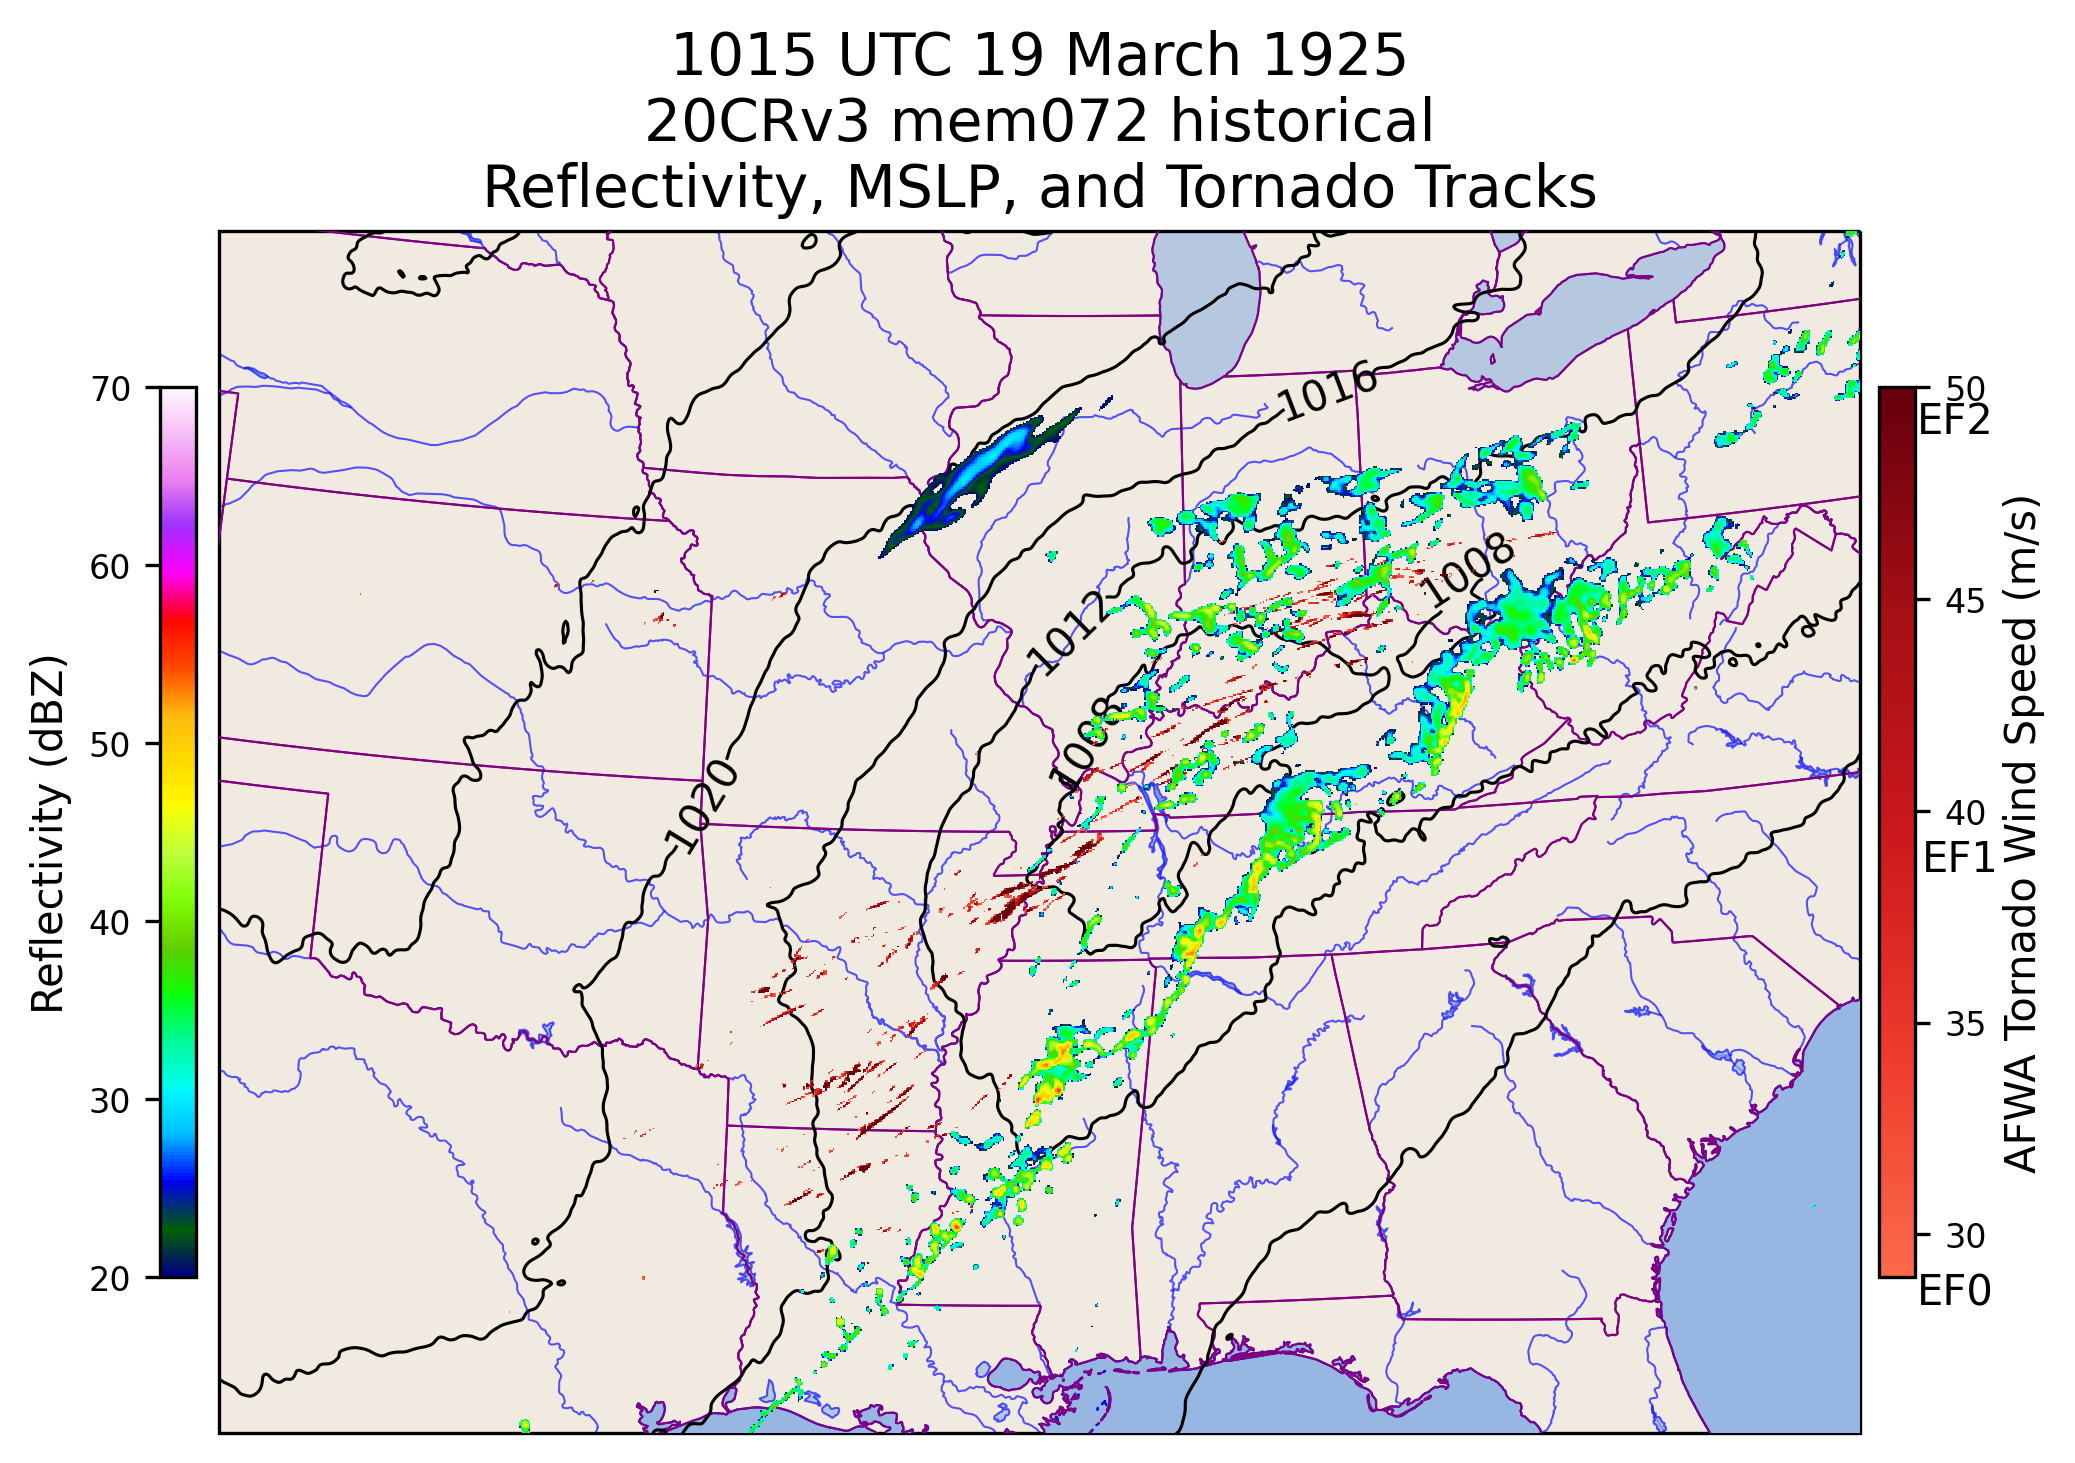 1015 UTC 19 March 1925
20CRv3 mem072 historical
Reflectivity, MSLP, and Tornado Tracks
Reflectivity (dBZ)
70
60
50
40
30
20
1016
1008
1012
1008
1020
50
EF2
45
40
EF1
35
30
EF0
AFWA Tornado Wind Speed (m/s)